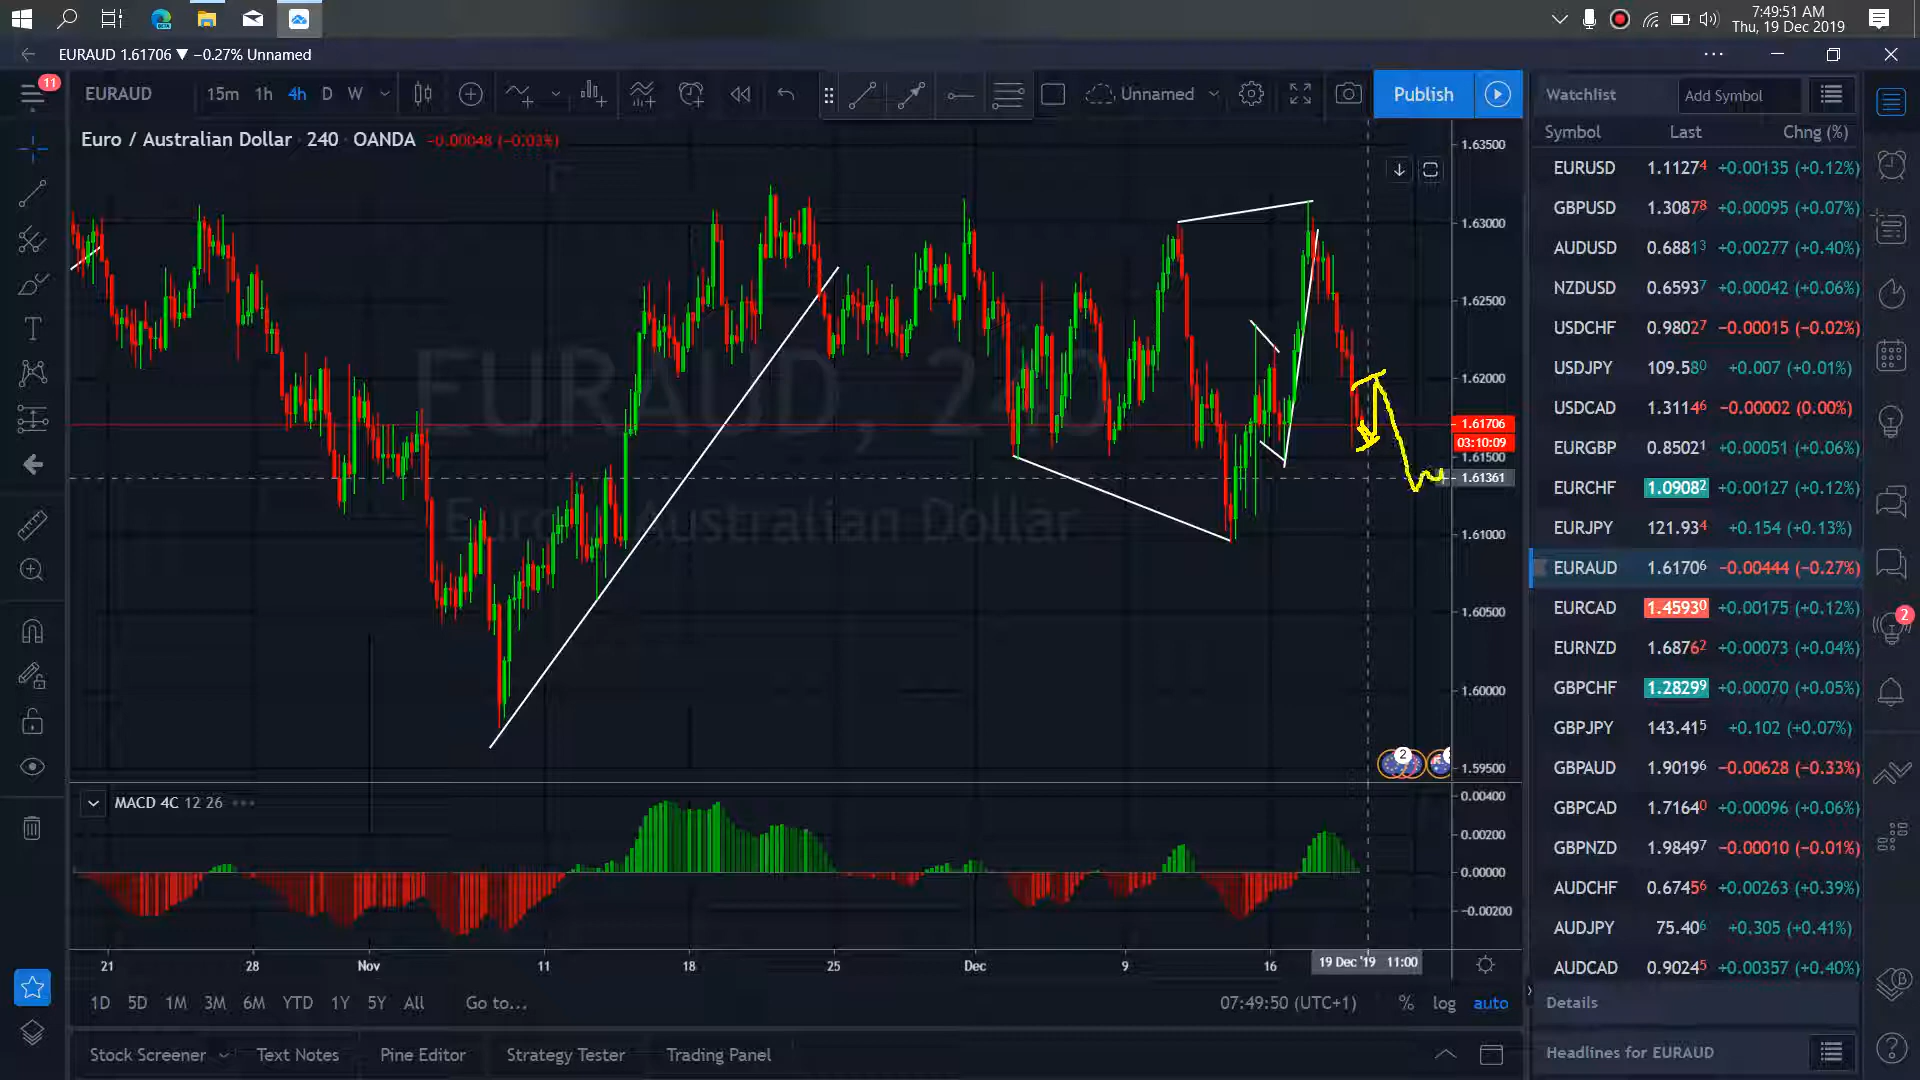 7:49:51 AM
Thu, 19 Dec 2019
EURAUD 1.61706 ▼ −0.27% Unnamed
11
EURAUD 15m 1h 4h D W Unnamed Publish
Euro / Australian Dollar · 240 · OANDA −0.00048 (−0.03%)
EURAUD, 240
Euro / Australian Dollar
1.63500
1.63000
1.62500
1.62000
1.61706
03:10:09
1.61500
1.61361
1.61000
1.60500
1.60000
1.59500
2
MACD 4C 12 26
0.00400
0.00200
0.00000
−0.00200
21 28 Nov 11 18 25 Dec 9 16 19 Dec '19 11:00
1D 5D 1M 3M 6M YTD 1Y 5Y All Go to... 07:49:50 (UTC+1) % log auto
Stock Screener Text Notes Pine Editor Strategy Tester Trading Panel
Watchlist Add Symbol
Symbol Last Chng (%)
EURUSD 1.11274 +0.00135 (+0.12%)
GBPUSD 1.30878 +0.00095 (+0.07%)
AUDUSD 0.68813 +0.00277 (+0.40%)
NZDUSD 0.65937 +0.00042 (+0.06%)
USDCHF 0.98027 −0.00015 (−0.02%)
USDJPY 109.580 +0.007 (+0.01%)
USDCAD 1.31146 −0.00002 (0.00%)
EURGBP 0.85021 +0.00051 (+0.06%)
EURCHF 1.09082 +0.00127 (+0.12%)
EURJPY 121.934 +0.154 (+0.13%)
EURAUD 1.61706 −0.00444 (−0.27%)
EURCAD 1.45930 +0.00175 (+0.12%)
EURNZD 1.68762 +0.00073 (+0.04%)
GBPCHF 1.28299 +0.00070 (+0.05%)
GBPJPY 143.415 +0.102 (+0.07%)
GBPAUD 1.90196 −0.00628 (−0.33%)
GBPCAD 1.71640 +0.00096 (+0.06%)
GBPNZD 1.98497 −0.00010 (−0.01%)
AUDCHF 0.67456 +0.00263 (+0.39%)
AUDJPY 75.406 +0.305 (+0.41%)
AUDCAD 0.90245 +0.00357 (+0.40%)
Details
Headlines for EURAUD
2